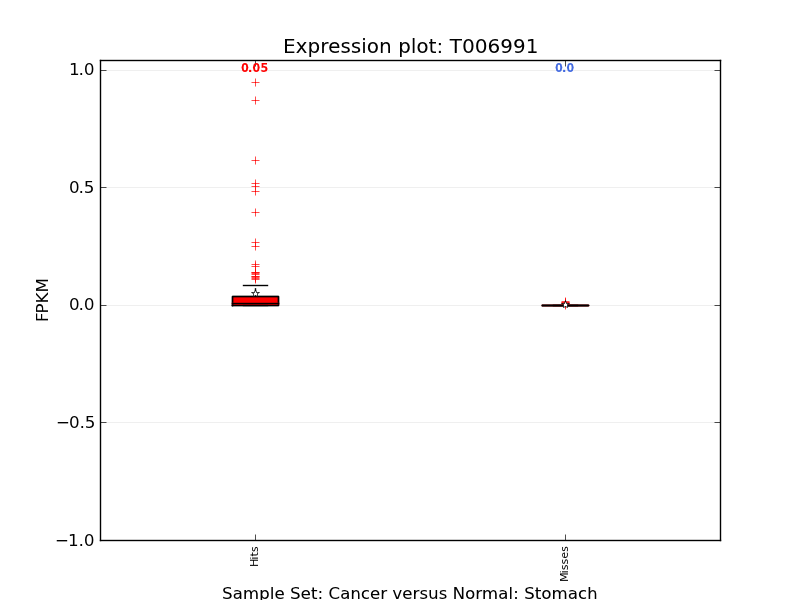 Expression plot: T006991
0.05
0.0
1.0
0.5
0.0
−0.5
−1.0
FPKM
Hits
Misses
Sample Set: Cancer versus Normal: Stomach